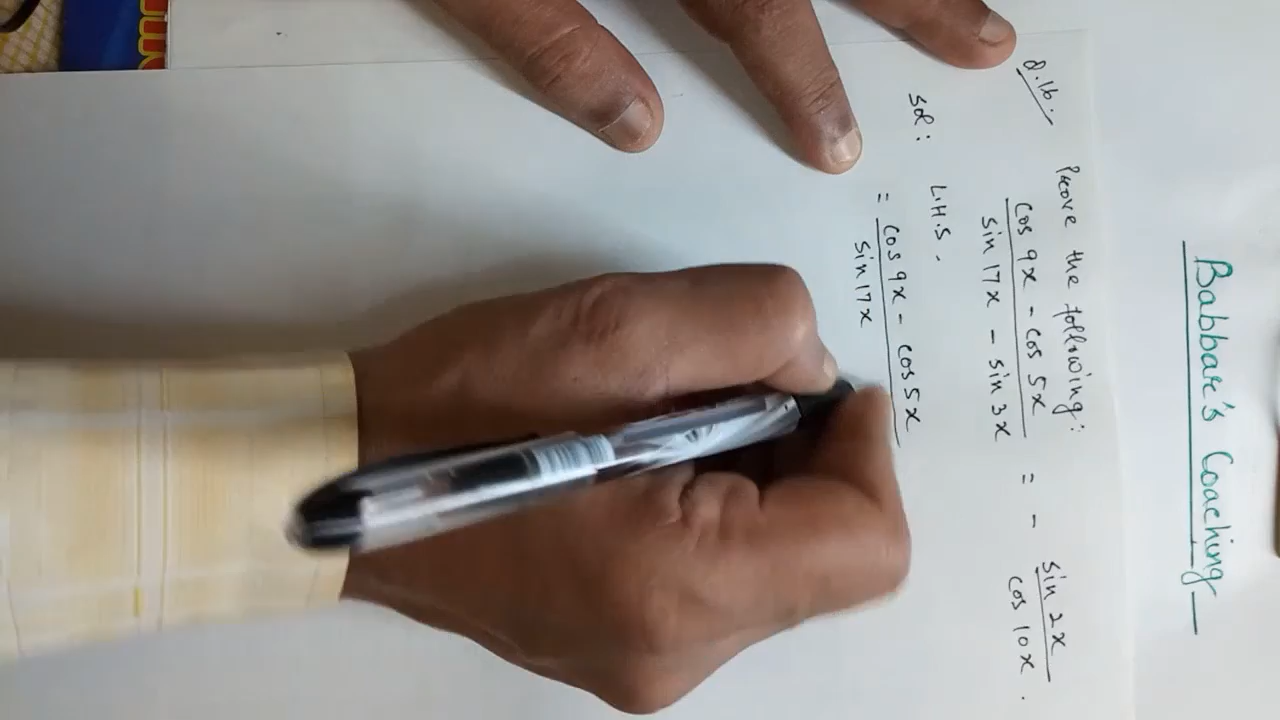 Babbar's Coaching
Q.16. Prove the following:
cos 9x - cos 5x / sin 17x - sin 3x = - sin 2x / cos 10x .
Sol: L.H.S.
= cos 9x - cos 5x / sin 17x